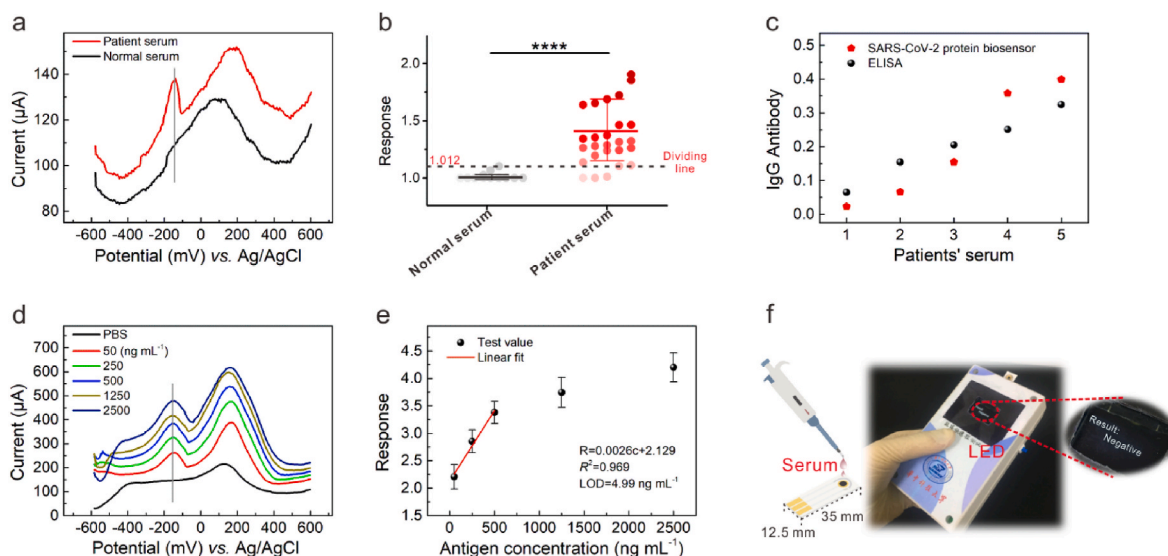 a
Patient serum
Normal serum
Current (µA)
140
120
100
80
-600 -400 -200 0 200 400 600
Potential (mV) vs. Ag/AgCl
b
****
Response
2.0
1.5
1.0
1.012
Dividing
line
Normal serum
Patient serum
c
SARS-CoV-2 protein biosensor
ELISA
IgG Antibody
0.5
0.4
0.3
0.2
0.1
0.0
1 2 3 4 5
Patients' serum
d
PBS
50 (ng mL⁻¹)
250
500
1250
2500
Current (µA)
700
600
500
400
300
200
100
0
-600 -400 -200 0 200 400 600
Potential (mV) vs. Ag/AgCl
e
Test value
Linear fit
Response
4.5
4.0
3.5
3.0
2.5
2.0
1.5
R=0.0026c+2.129
R²=0.969
LOD=4.99 ng mL⁻¹
0 500 1000 1500 2000 2500
Antigen concentration (ng mL⁻¹)
f
Serum
35 mm
12.5 mm
LED
Result:
Negative